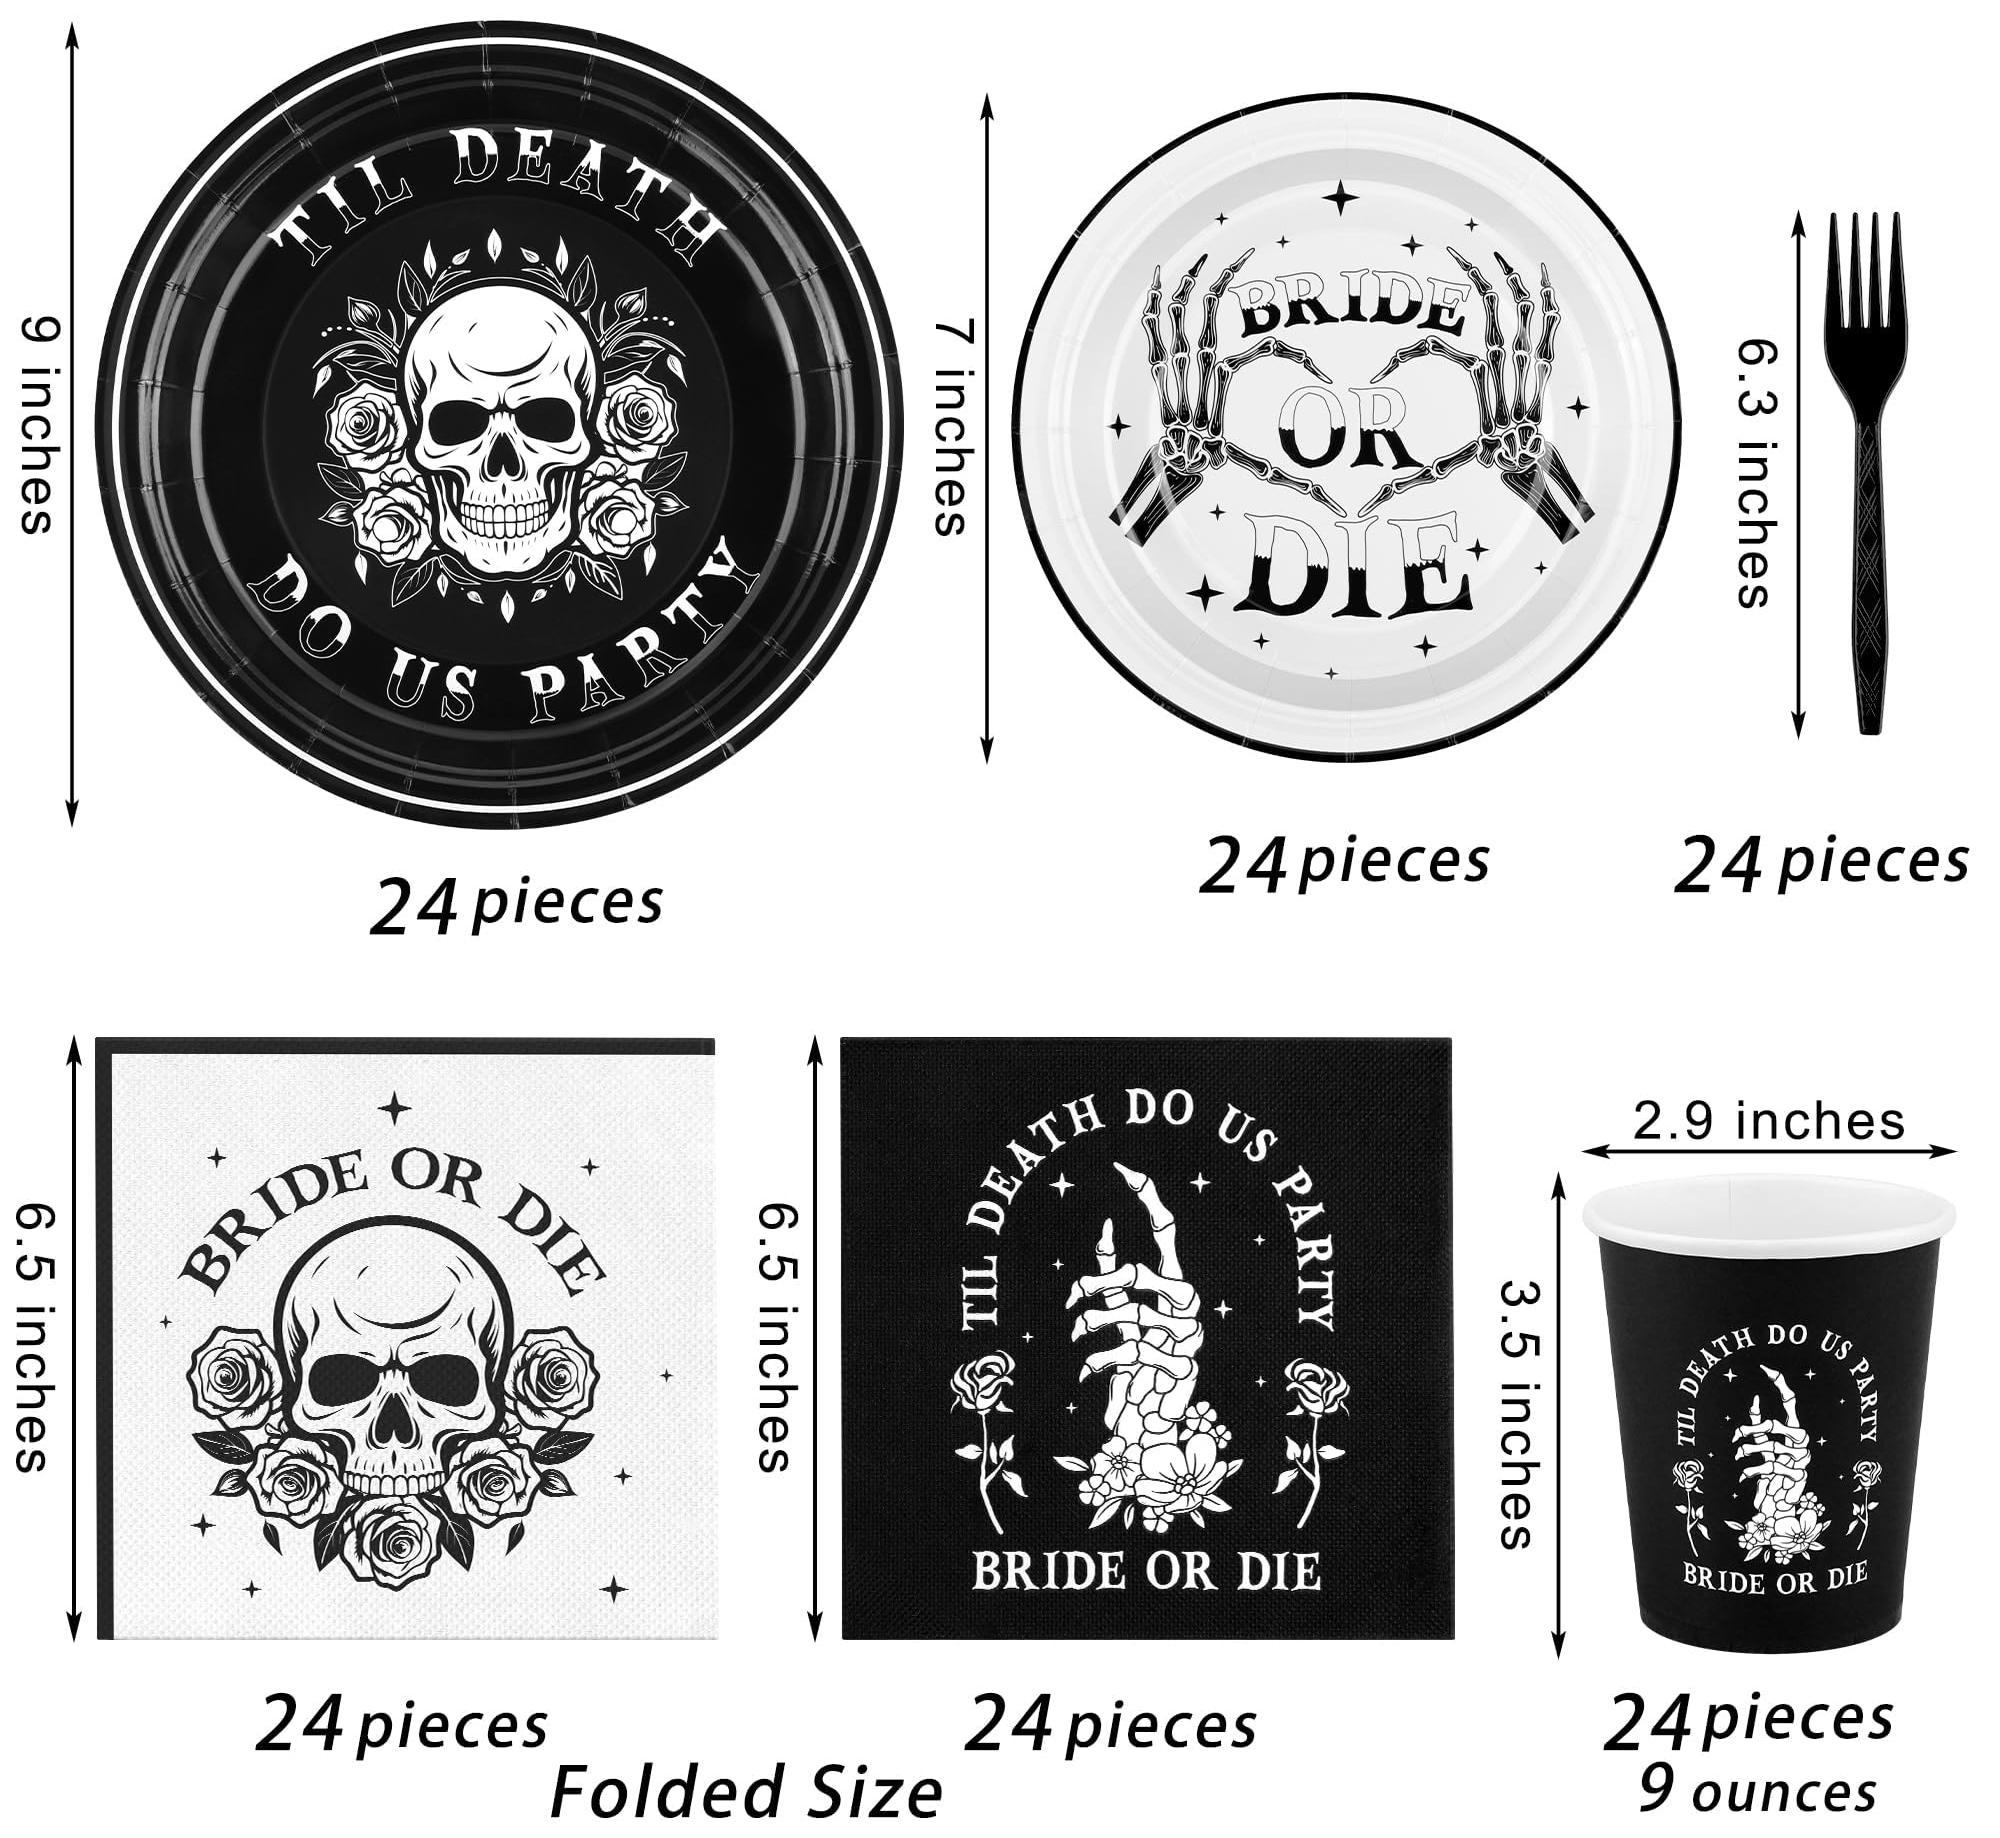 9 inches
TIL DEATH
DO US PARTY
24 pieces
7 inches
BRIDE
OR
DIE
24 pieces
6.3 inches
24 pieces
6.5 inches
BRIDE OR DIE
24 pieces
6.5 inches
TIL DEATH DO US PARTY
BRIDE OR DIE
24 pieces
Folded Size
2.9 inches
3.5 inches
TIL DEATH DO US PARTY
BRIDE OR DIE
24 pieces
9 ounces